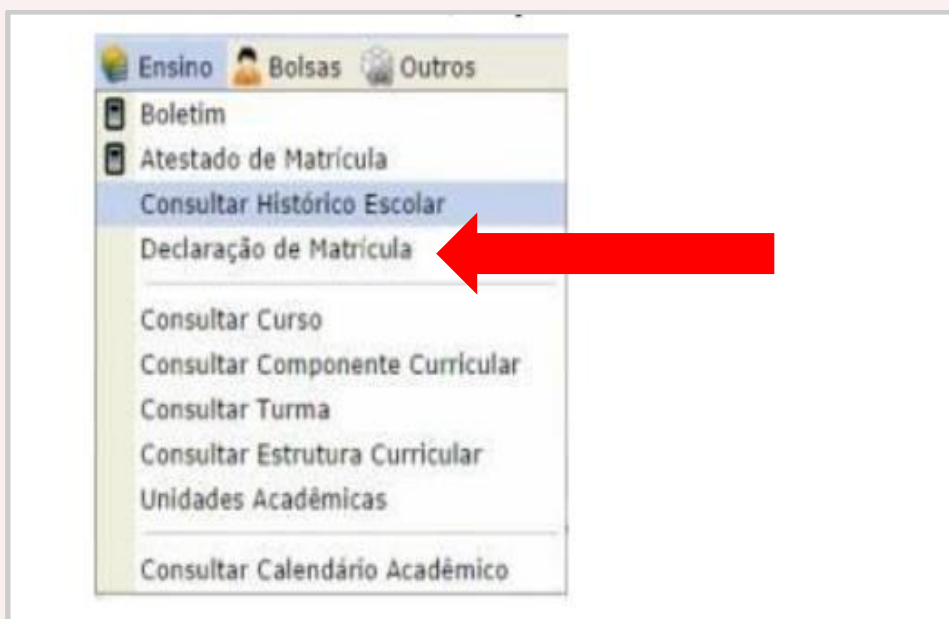 Ensino Bolsas Outros
Boletim
Atestado de Matrícula
Consultar Histórico Escolar
Declaração de Matrícula
Consultar Curso
Consultar Componente Curricular
Consultar Turma
Consultar Estrutura Curricular
Unidades Acadêmicas
Consultar Calendário Acadêmico